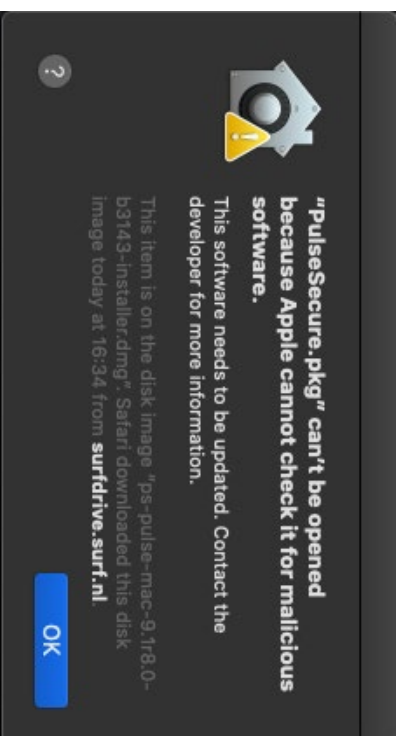 "PulseSecure.pkg" can't be opened
because Apple cannot check it for malicious
software.
This software needs to be updated. Contact the
developer for more information.
This item is on the disk image "ps-pulse-mac-9.1r8.0-
b3143-installer.dmg". Safari downloaded this disk
image today at 16:34 from surfdrive.surf.nl.
?
OK